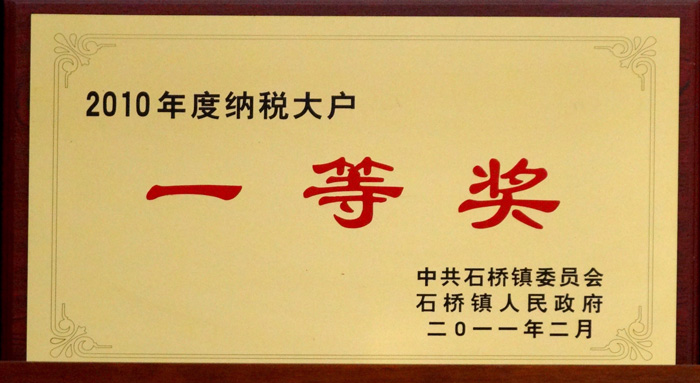 2010年度纳税大户
一等奖
中共石桥镇委员会
石桥镇人民政府
二〇一一年二月